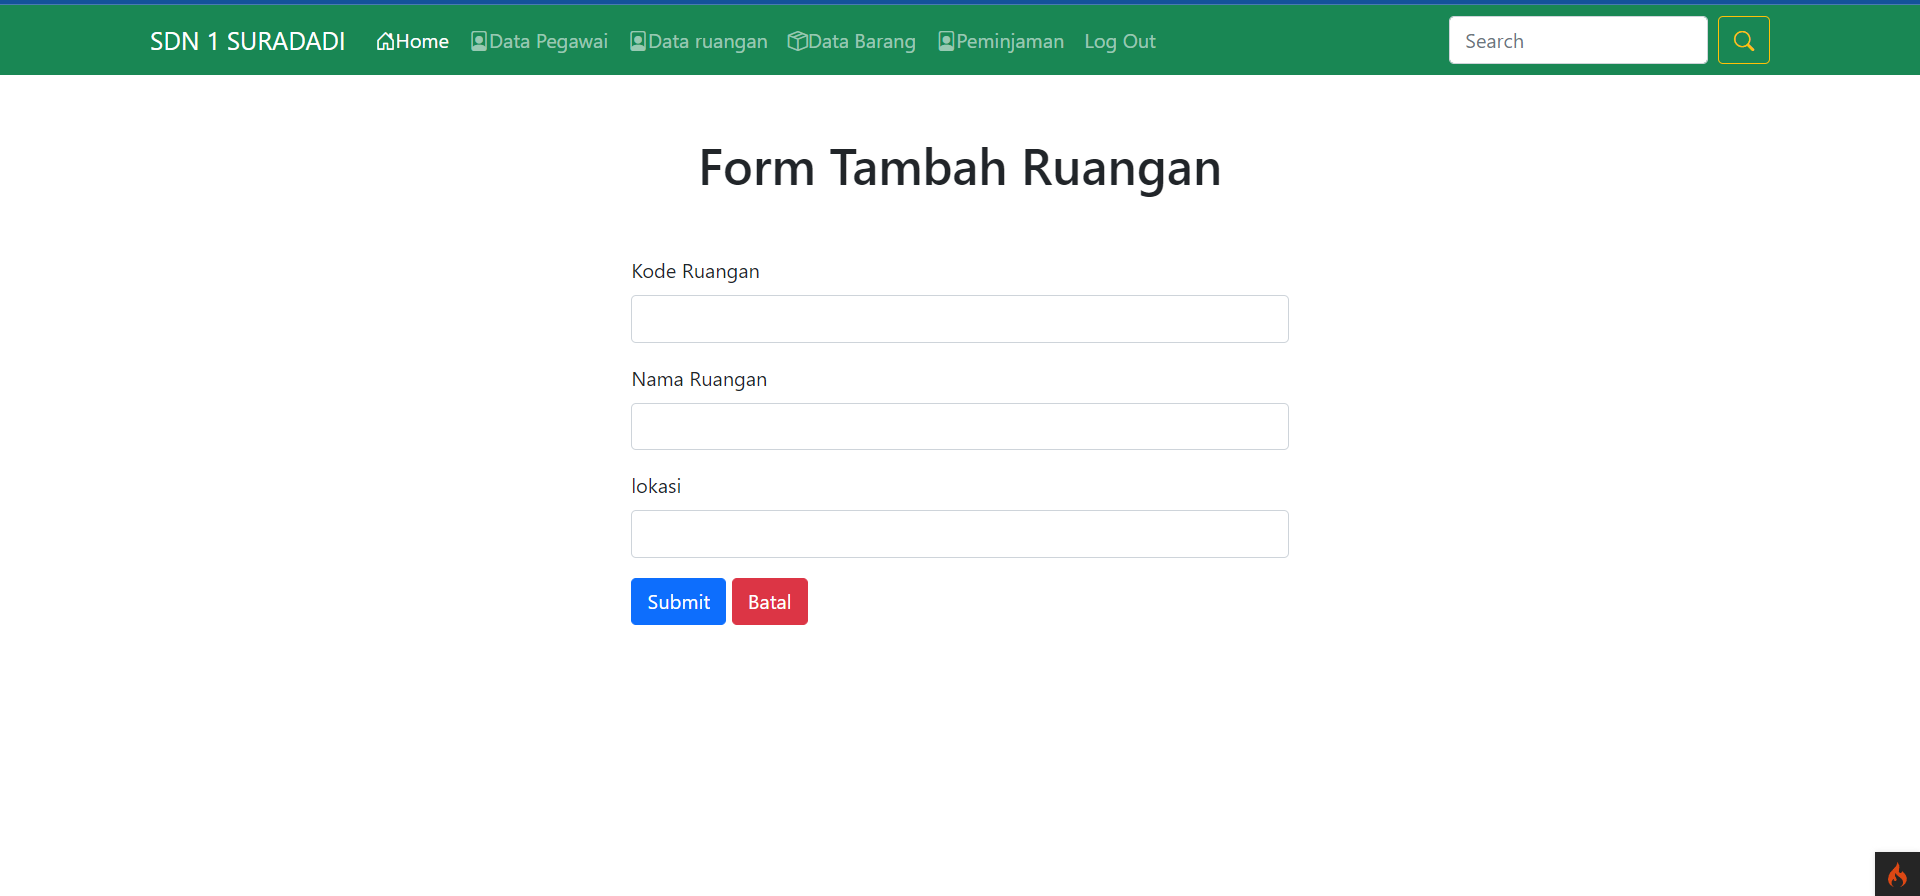 SDN 1 SURADADI Home Data Pegawai Data ruangan Data Barang Peminjaman Log Out Search
Form Tambah Ruangan
Kode Ruangan
Nama Ruangan
lokasi
Submit Batal